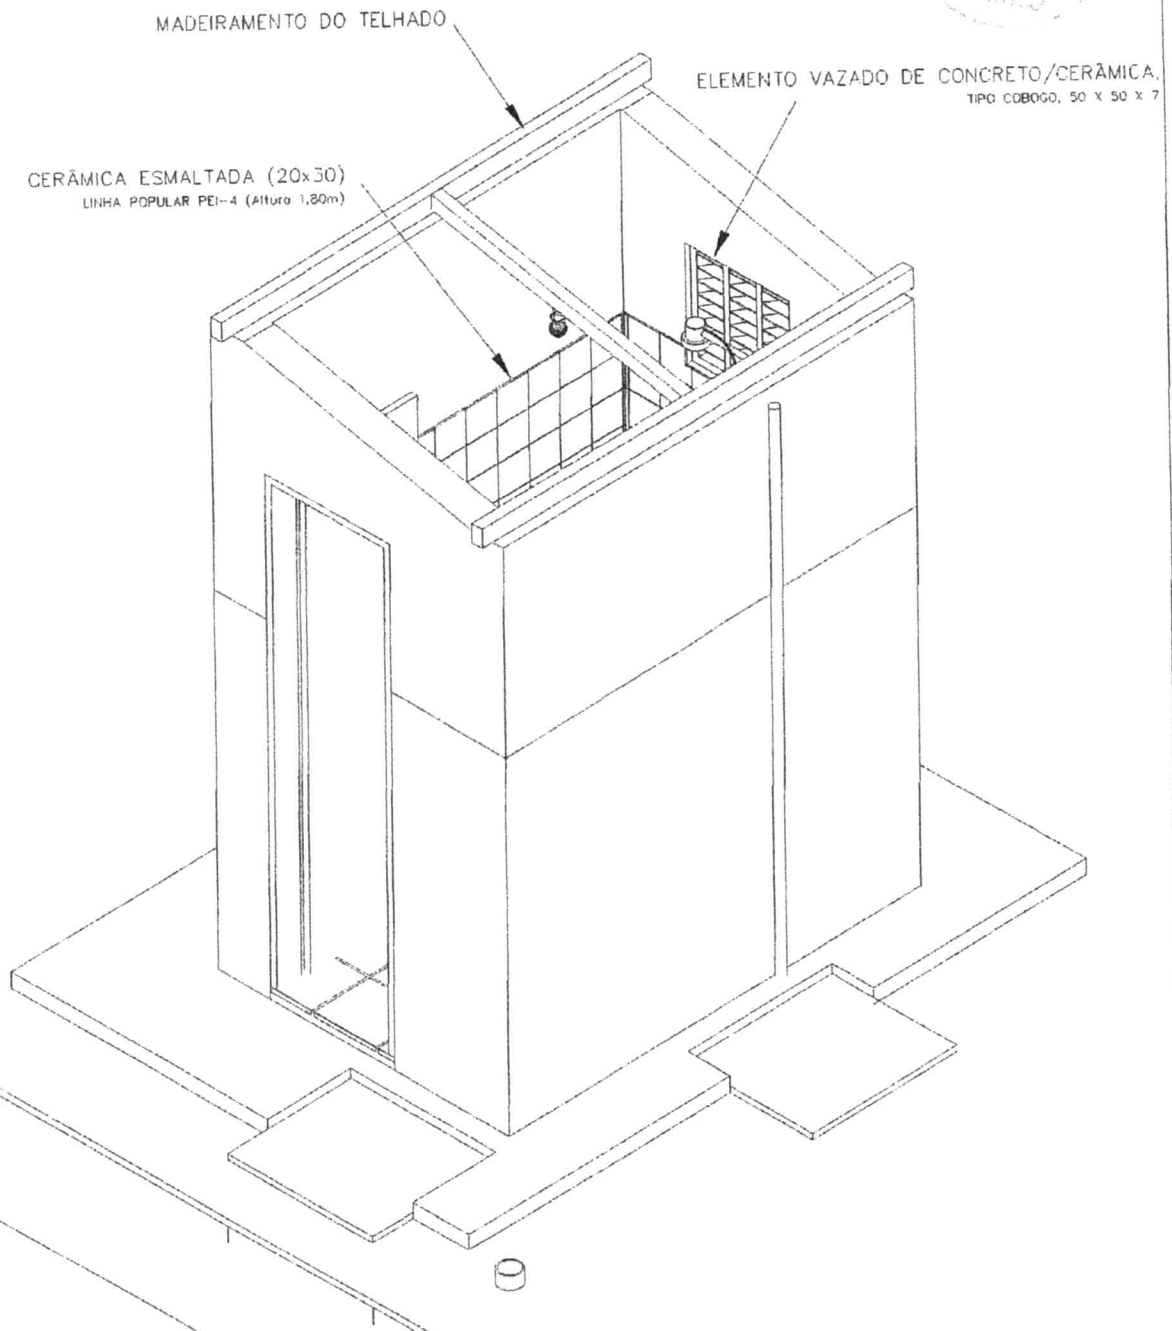 MADEIRAMENTO DO TELHADO
ELEMENTO VAZADO DE CONCRETO/CERÂMICA,
TIPO COBOGO, 50 X 50 X 7
CERÂMICA ESMALTADA (20x30)
LINHA POPULAR PEI-4 (Altura 1,80m)